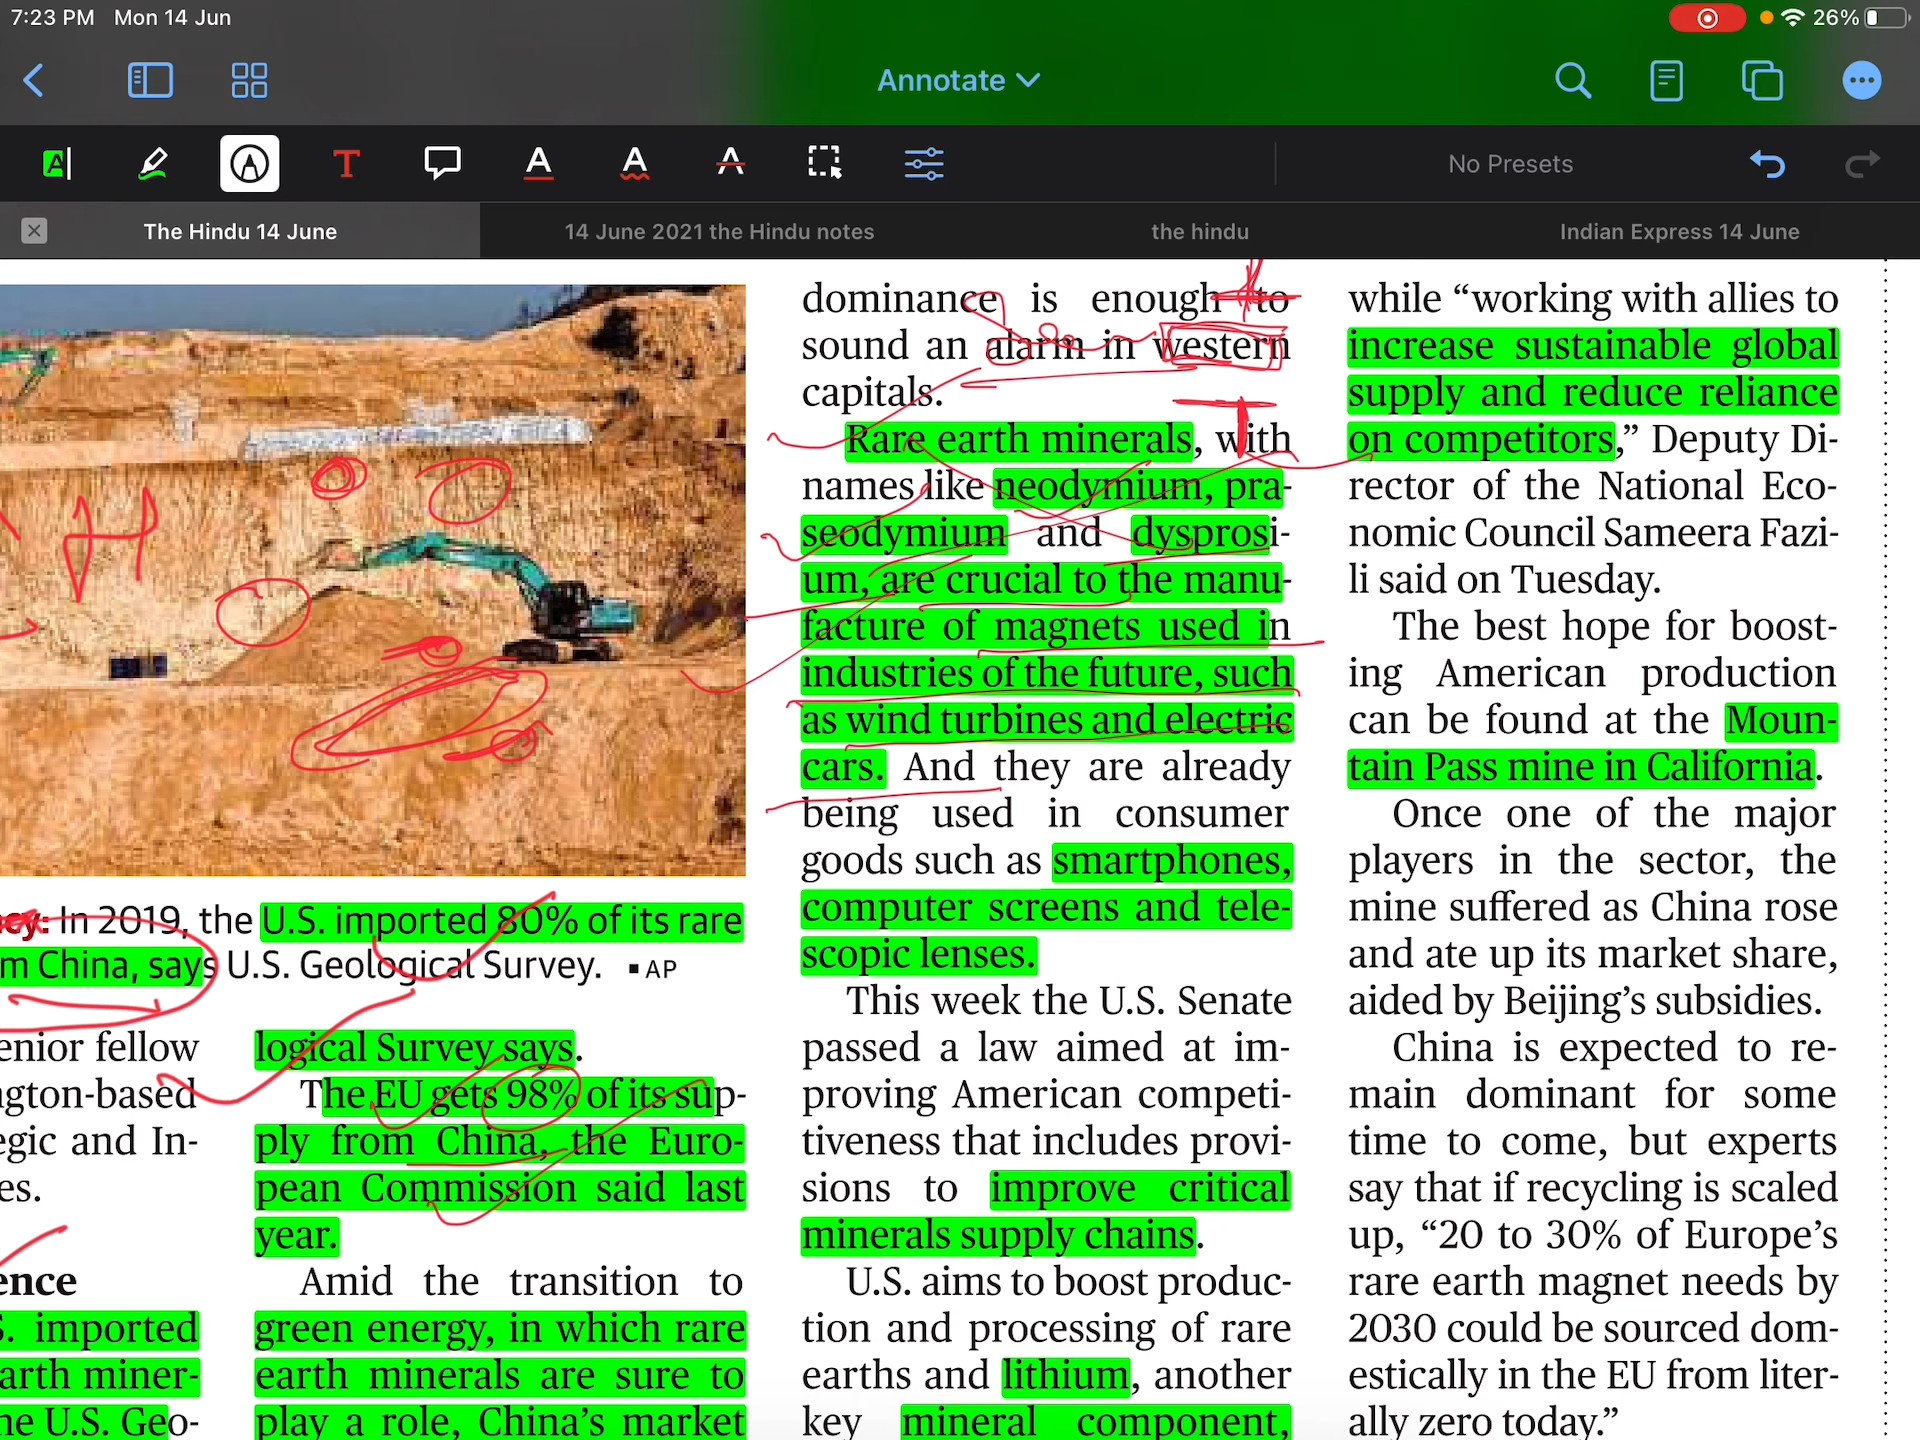 7:23 PM Mon 14 Jun
26%
Annotate
No Presets
The Hindu 14 June
14 June 2021 the Hindu notes
the hindu
Indian Express 14 June
cy: In 2019, the U.S. imported 80% of its rare
m China, says U.S. Geological Survey. ▪ AP
enior fellow
ngton-based
egic and In-
es.
ence
S. imported
arth miner-
he U.S. Geo-
logical Survey says.
The EU gets 98% of its sup-
ply from China, the Euro-
pean Commission said last
year.
Amid the transition to
green energy, in which rare
earth minerals are sure to
play a role, China’s market
dominance is enough to
sound an alarm in western
capitals.
Rare earth minerals, with
names like neodymium, pra-
seodymium and dysprosi-
um, are crucial to the manu-
facture of magnets used in
industries of the future, such
as wind turbines and electric
cars. And they are already
being used in consumer
goods such as smartphones,
computer screens and tele-
scopic lenses.
This week the U.S. Senate
passed a law aimed at im-
proving American competi-
tiveness that includes provi-
sions to improve critical
minerals supply chains.
U.S. aims to boost produc-
tion and processing of rare
earths and lithium, another
key mineral component,
while “working with allies to
increase sustainable global
supply and reduce reliance
on competitors,” Deputy Di-
rector of the National Eco-
nomic Council Sameera Fazi-
li said on Tuesday.
The best hope for boost-
ing American production
can be found at the Moun-
tain Pass mine in California.
Once one of the major
players in the sector, the
mine suffered as China rose
and ate up its market share,
aided by Beijing’s subsidies.
China is expected to re-
main dominant for some
time to come, but experts
say that if recycling is scaled
up, “20 to 30% of Europe’s
rare earth magnet needs by
2030 could be sourced dom-
estically in the EU from liter-
ally zero today.”